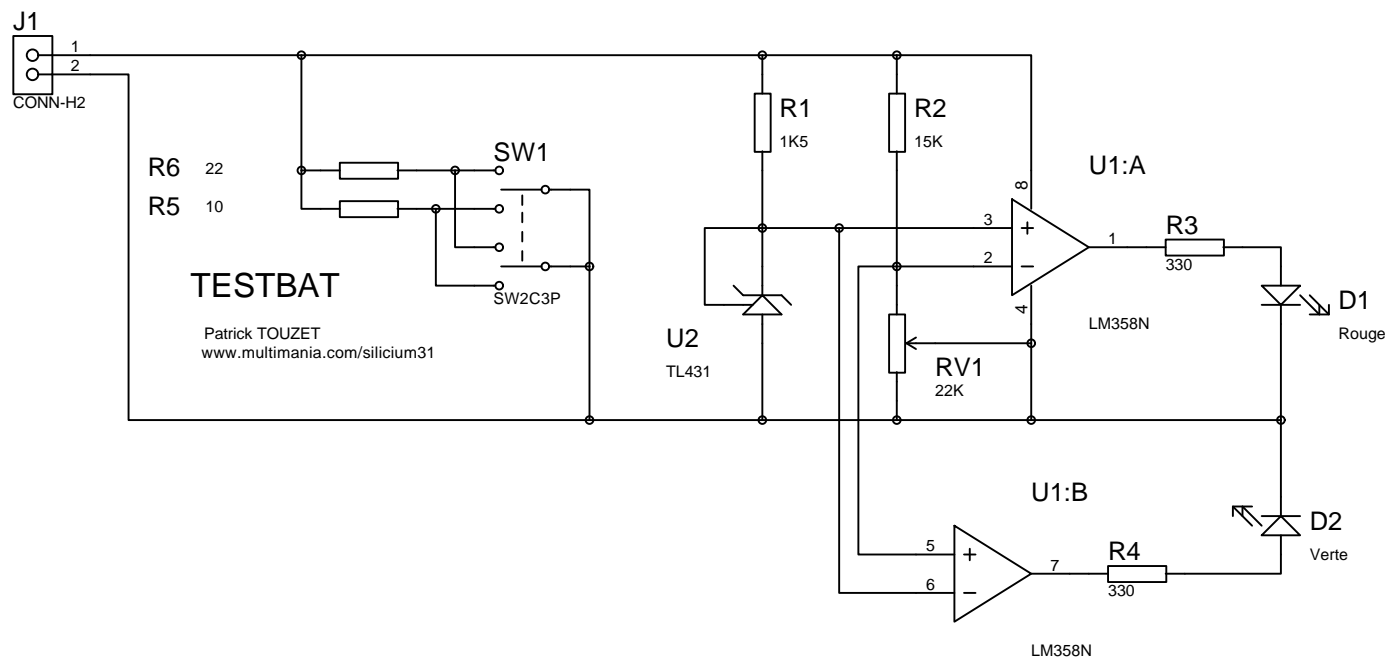 J1
1
2
CONN-H2
R6 22
R5 10
SW1
SW2C3P
TESTBAT
Patrick TOUZET
www.multimania.com/silicium31
R1
1K5
R2
15K
U2
TL431
RV1
22K
U1:A
8
3
+
2
−
1
4
LM358N
R3
330
D1
Rouge
U1:B
5
+
6
−
7
LM358N
R4
330
D2
Verte